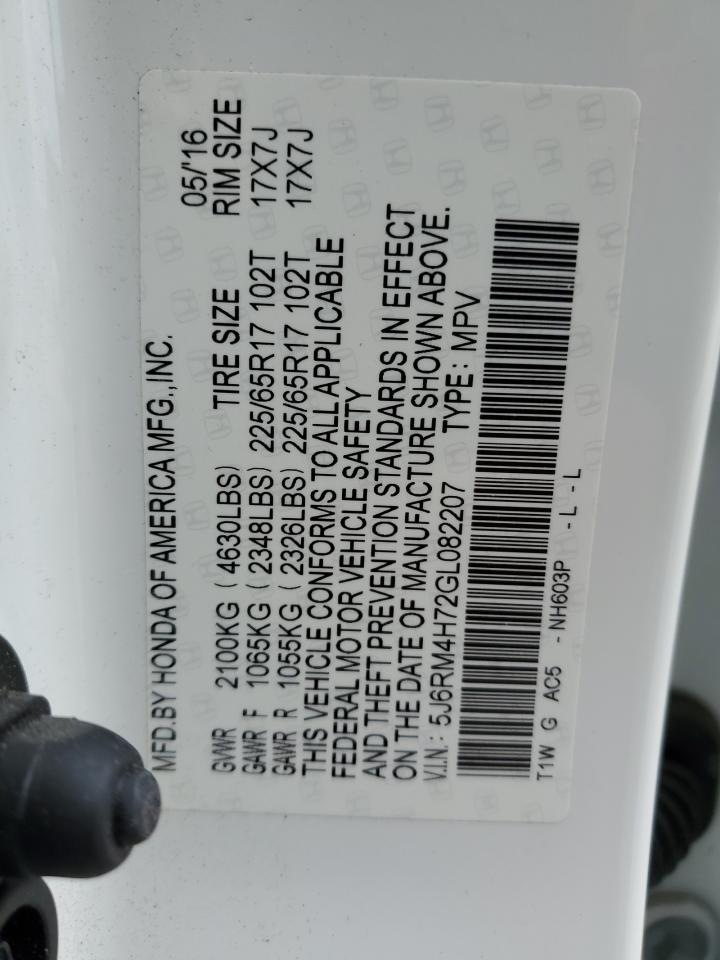 MFD.BY HONDA OF AMERICA MFG.,INC. 05/'16
TIRE SIZE RIM SIZE
GVWR 2100KG ( 4630LBS)
GAWR F 1065KG ( 2348LBS) 225/65R17 102T 17X7J
GAWR R 1055KG ( 2326LBS) 225/65R17 102T 17X7J
THIS VEHICLE CONFORMS TO ALL APPLICABLE
FEDERAL MOTOR VEHICLE SAFETY
AND THEFT PREVENTION STANDARDS IN EFFECT
ON THE DATE OF MANUFACTURE SHOWN ABOVE.
V.I.N.: 5J6RM4H72GL082207 TYPE: MPV
T1W G AC5 - NH603P - L - L